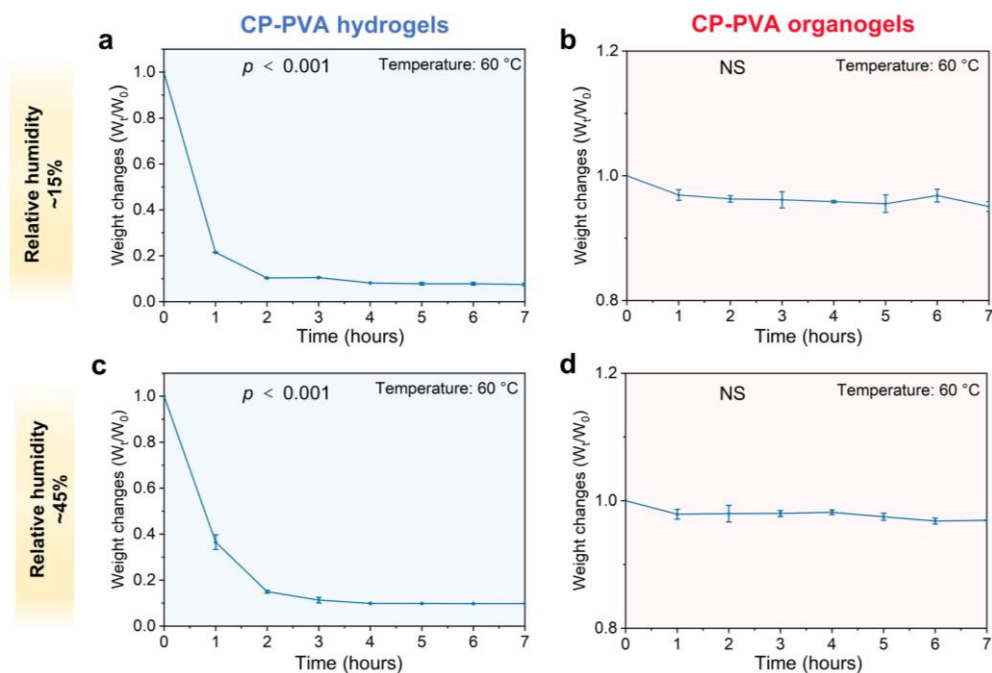 CP-PVA hydrogels
CP-PVA organogels
Relative humidity
~15%
a
p < 0.001
Temperature: 60 °C
Weight changes (Wt/W0)
1.0
0.8
0.6
0.4
0.2
0.0
0 1 2 3 4 5 6 7
Time (hours)
b
NS
Temperature: 60 °C
Weight changes (Wt/W0)
1.2
1.0
0.8
0 1 2 3 4 5 6 7
Time (hours)
Relative humidity
~45%
c
p < 0.001
Temperature: 60 °C
Weight changes (Wt/W0)
1.0
0.8
0.6
0.4
0.2
0.0
0 1 2 3 4 5 6 7
Time (hours)
d
NS
Temperature: 60 °C
Weight changes (Wt/W0)
1.2
1.0
0.8
0 1 2 3 4 5 6 7
Time (hours)